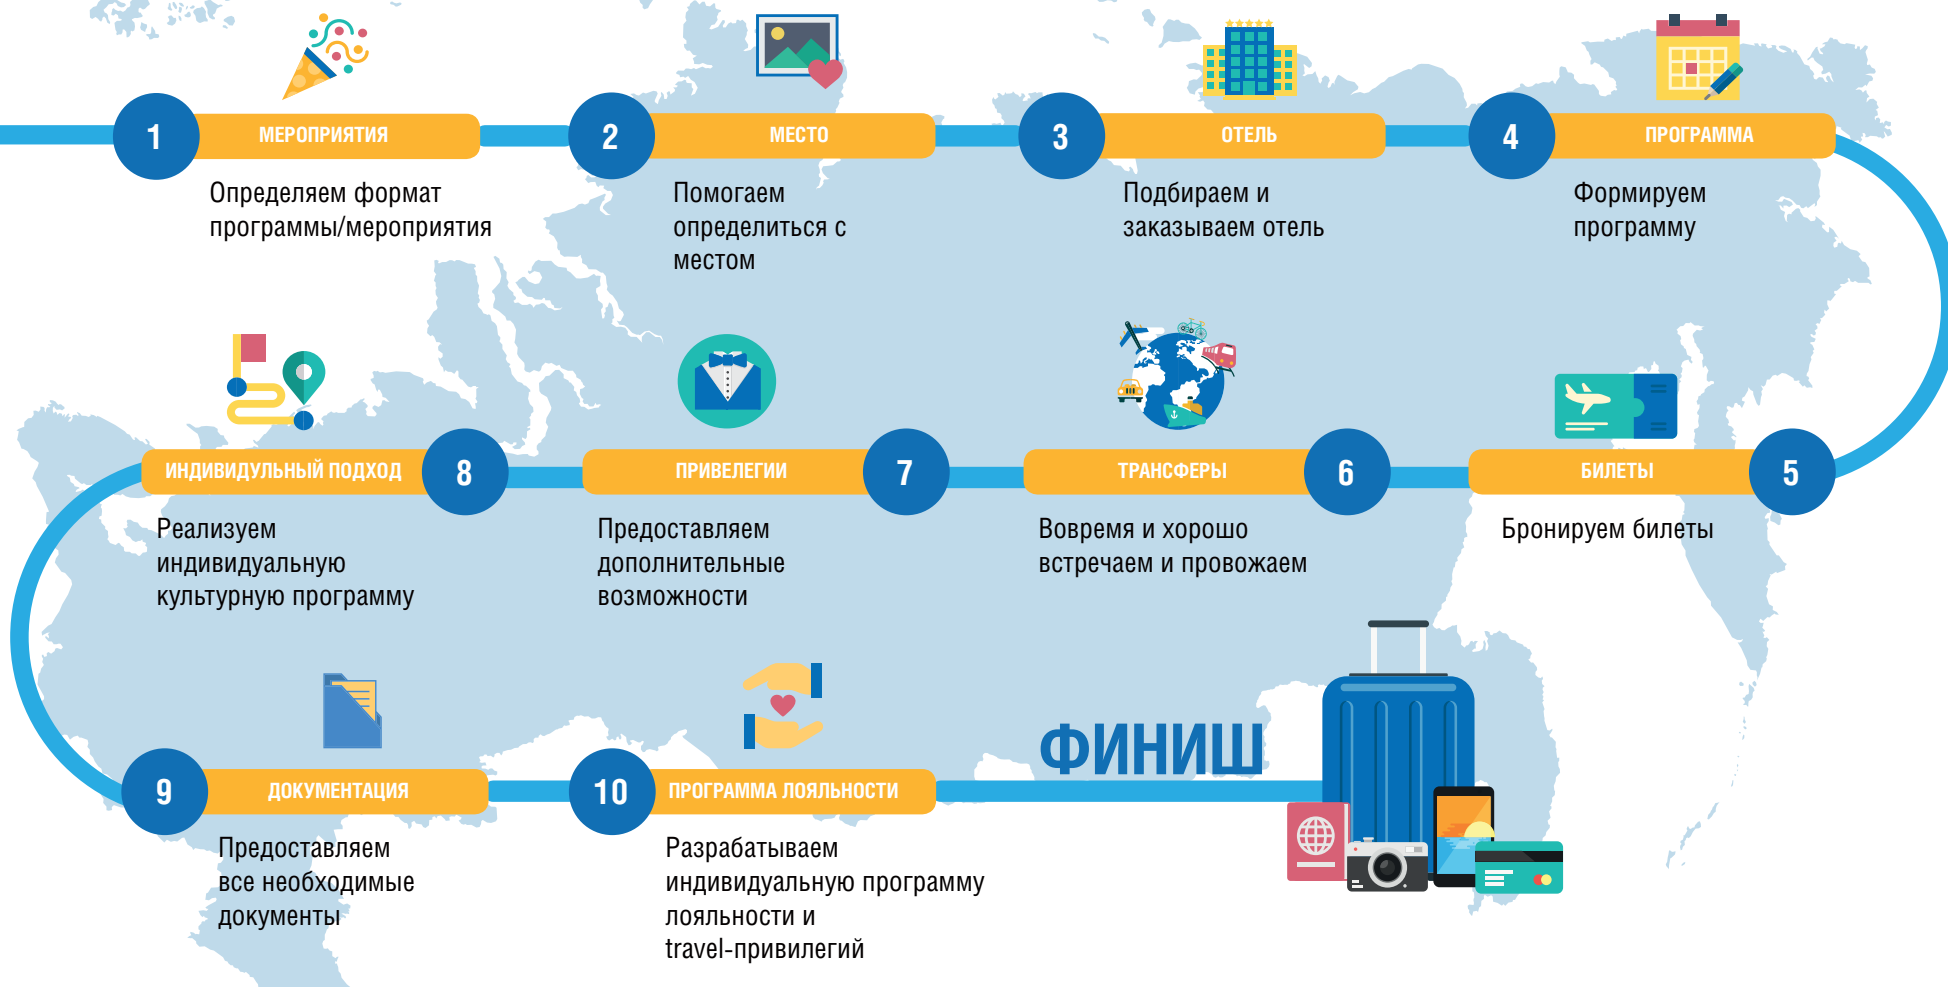 1
МЕРОПРИЯТИЯ
Определяем формат
программы/мероприятия
2
МЕСТО
Помогаем
определиться с
местом
3
ОТЕЛЬ
Подбираем и
заказываем отель
4
ПРОГРАММА
Формируем
программу
5
БИЛЕТЫ
Бронируем билеты
6
ТРАНСФЕРЫ
Вовремя и хорошо
встречаем и провожаем
7
ПРИВЕЛЕГИИ
Предоставляем
дополнительные
возможности
8
ИНДИВИДУЛЬНЫЙ ПОДХОД
Реализуем
индивидуальную
культурную программу
9
ДОКУМЕНТАЦИЯ
Предоставляем
все необходимые
документы
10
ПРОГРАММА ЛОЯЛЬНОСТИ
Разрабатываем
индивидуальную программу
лояльности и
travel-привилегий
ФИНИШ